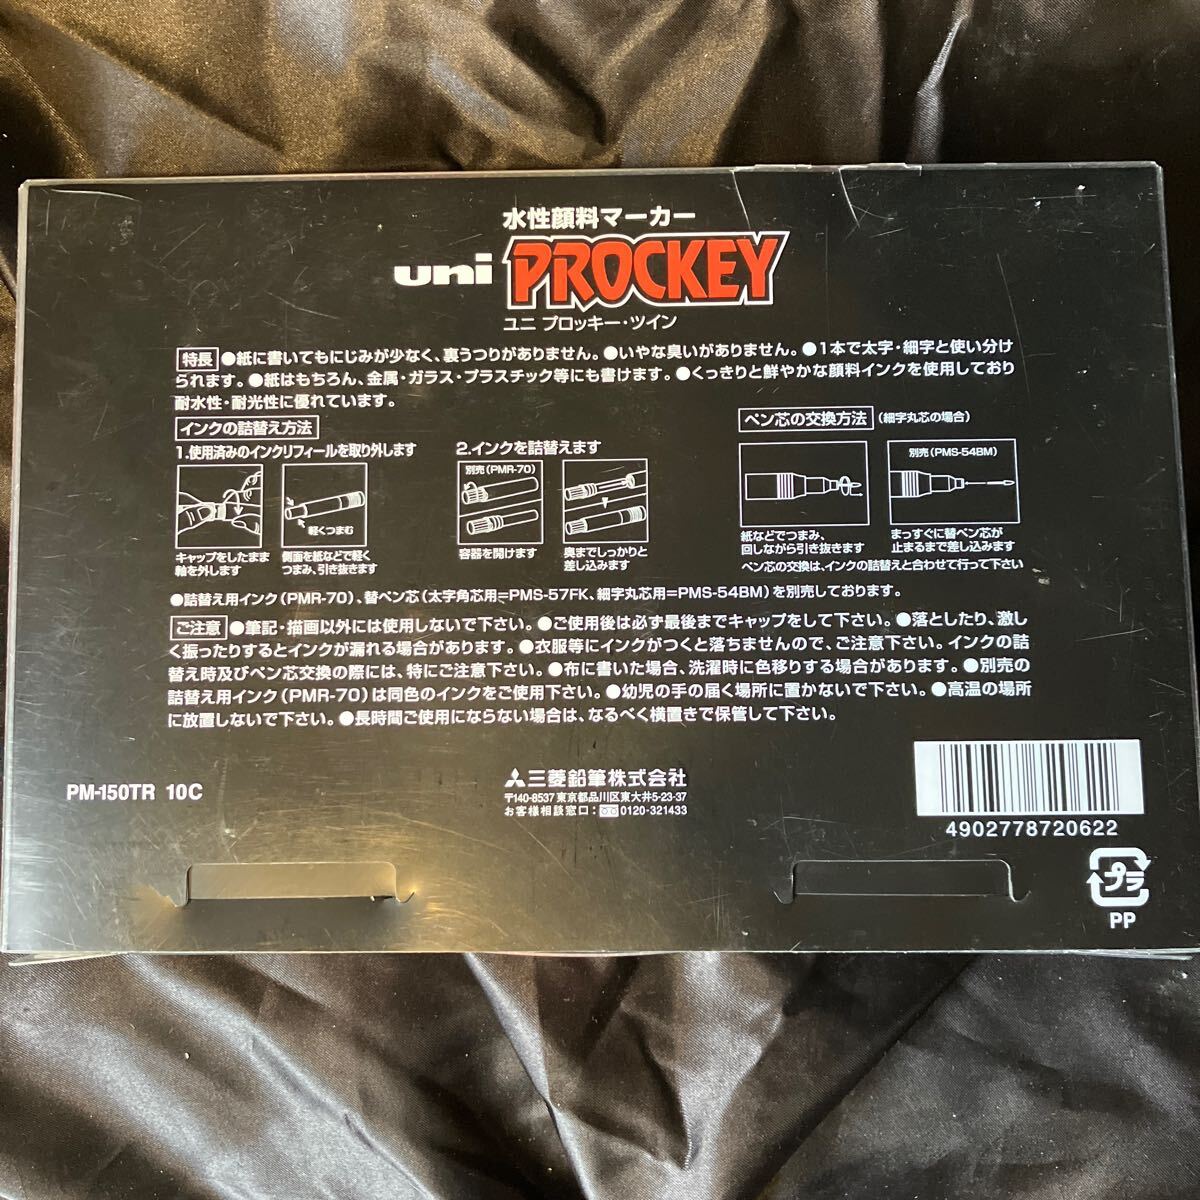 水性顔料マーカー
uni PROCKEY
ユニ プロッキー・ツイン
特長 ●紙に書いてもにじみが少なく、裏うつりがありません。●いやな臭いがありません。●1本で太字・細字と使い分け
られます。●紙はもちろん、金属・ガラス・プラスチック等にも書けます。●くっきりと鮮やかな顔料インクを使用しており
耐水性・耐光性に優れています。
インクの詰替え方法
1.使用済みのインクリフィールを取り外します
軽くつまむ
キャップをしたまま
軸を外します
側面を紙などで軽く
つまみ、引き抜きます
2.インクを詰替えます
別売(PMR-70)
容器を開けます
奥までしっかりと
差し込みます
ペン芯の交換方法 (細字丸芯の場合)
別売(PMS-54BM)
紙などでつまみ、
回しながら引き抜きます
まっすぐに替ペン芯が
止まるまで差し込みます
ペン芯の交換は、インクの詰替えと合わせて行って下さい
●詰替え用インク(PMR-70)、替ペン芯(太字角芯用=PMS-57FK、細字丸芯用=PMS-54BM)を別売しております。
ご注意 ●筆記・描画以外には使用しないで下さい。●ご使用後は必ず最後までキャップをして下さい。●落としたり、激し
く振ったりするとインクが漏れる場合があります。●衣服等にインクがつくと落ちませんので、ご注意下さい。インクの詰
替え時及びペン芯交換の際には、特にご注意下さい。●布に書いた場合、洗濯時に色移りする場合があります。●別売の
詰替え用インク(PMR-70)は同色のインクをご使用下さい。●幼児の手の届く場所に置かないで下さい。●高温の場所
に放置しないで下さい。●長時間ご使用にならない場合は、なるべく横置きで保管して下さい。
PM-150TR 10C
三菱鉛筆株式会社
〒140-8537 東京都品川区東大井5-23-37
お客様相談窓口：0120-321433
4902778720622
プラ
PP